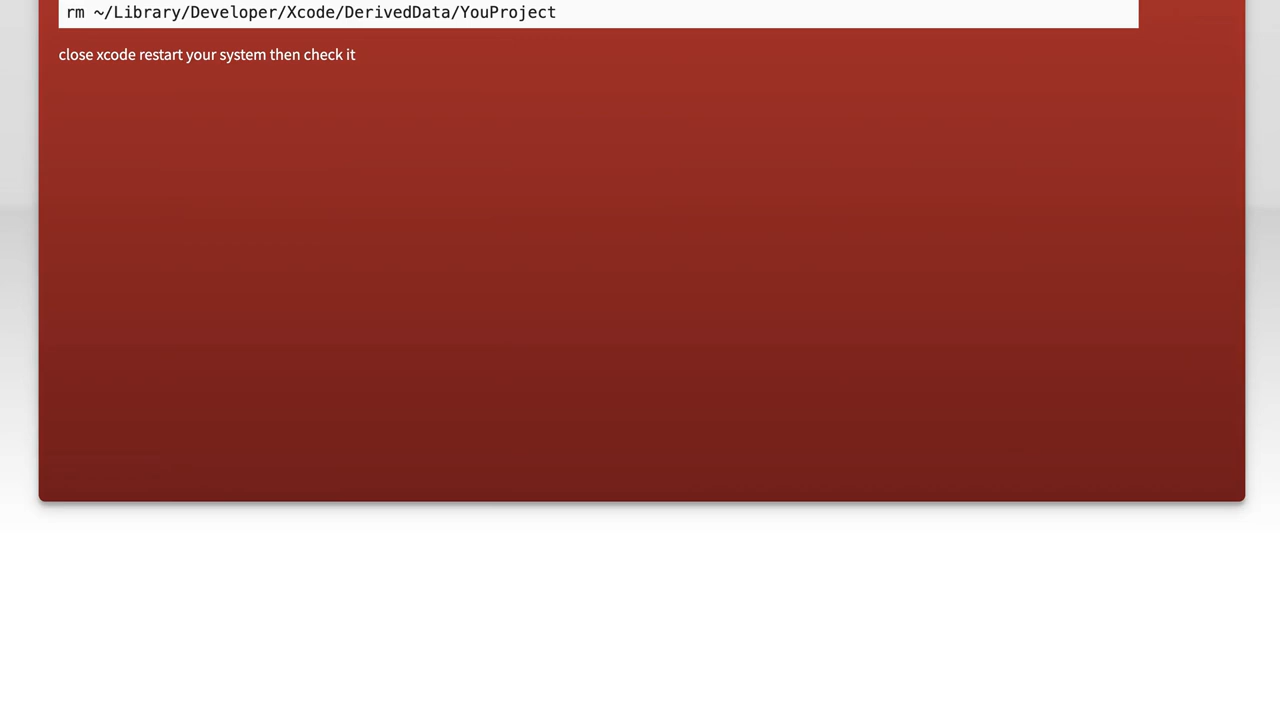 rm ~/Library/Developer/Xcode/DerivedData/YouProject
close xcode restart your system then check it